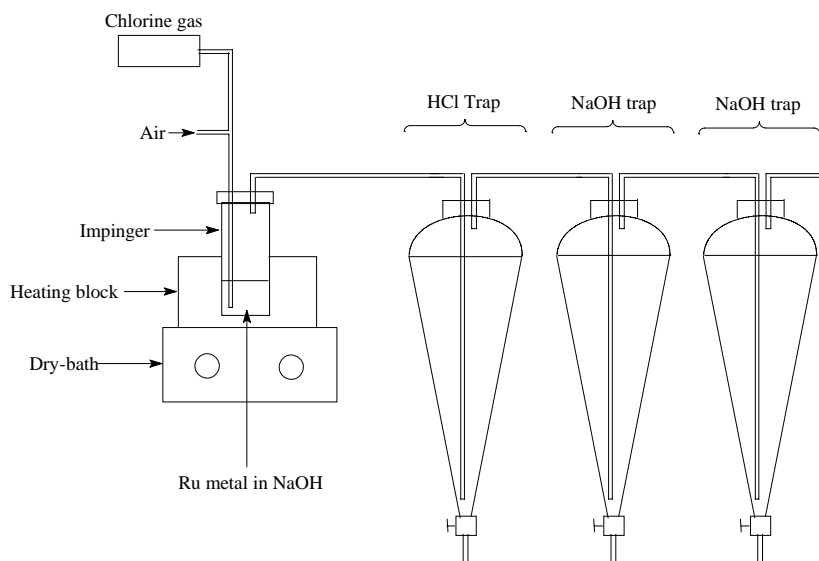 Chlorine gas
HCl Trap
NaOH trap
NaOH trap
Air
Impinger
Heating block
Dry-bath
Ru metal in NaOH